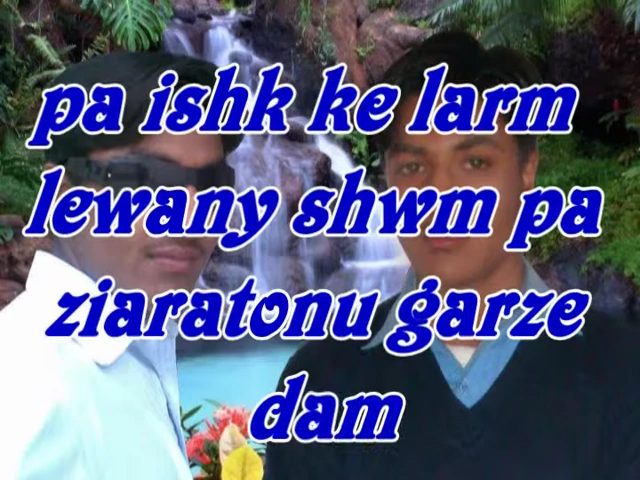 pa ishk ke larm
lewany shwm pa
ziaratonu garze
dam